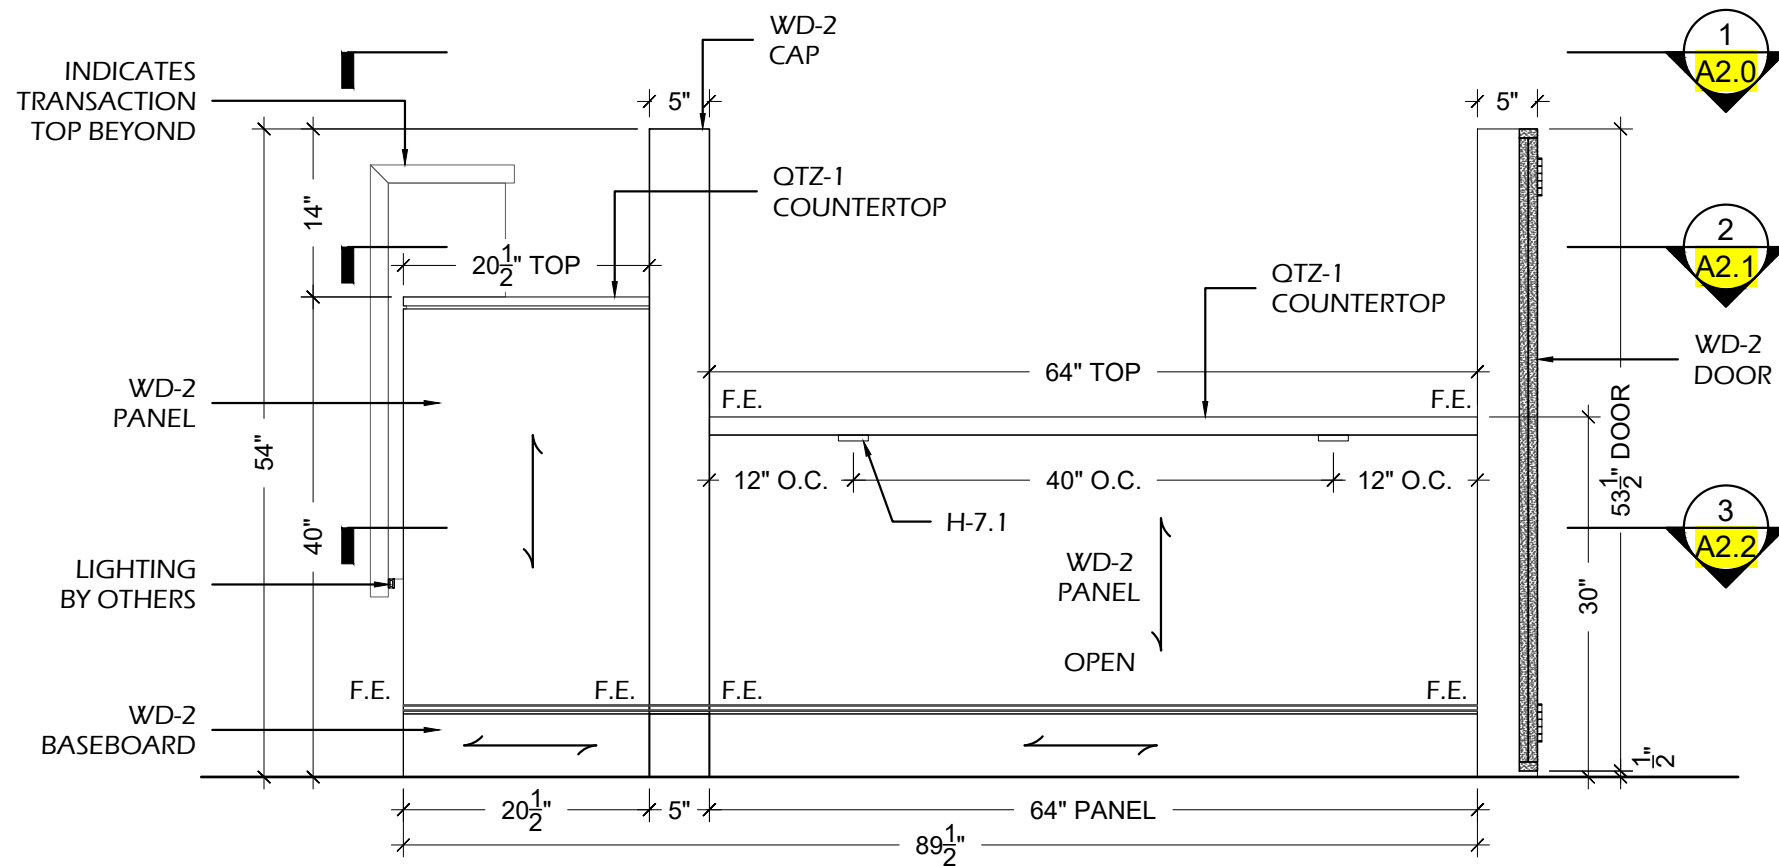 WD-2
CAP
INDICATES
TRANSACTION
TOP BEYOND
1
A2.0
5"
5"
QTZ-1
COUNTERTOP
14"
2
A2.1
20 1/2" TOP
QTZ-1
COUNTERTOP
WD-2
DOOR
64" TOP
WD-2
PANEL
F.E.
F.E.
54"
53 1/2" DOOR
12" O.C.
40" O.C.
12" O.C.
3
A2.2
H-7.1
40"
WD-2
PANEL
LIGHTING
BY OTHERS
30"
OPEN
F.E.
F.E.
F.E.
F.E.
WD-2
BASEBOARD
1/2"
20 1/2"
5"
64" PANEL
89 1/2"